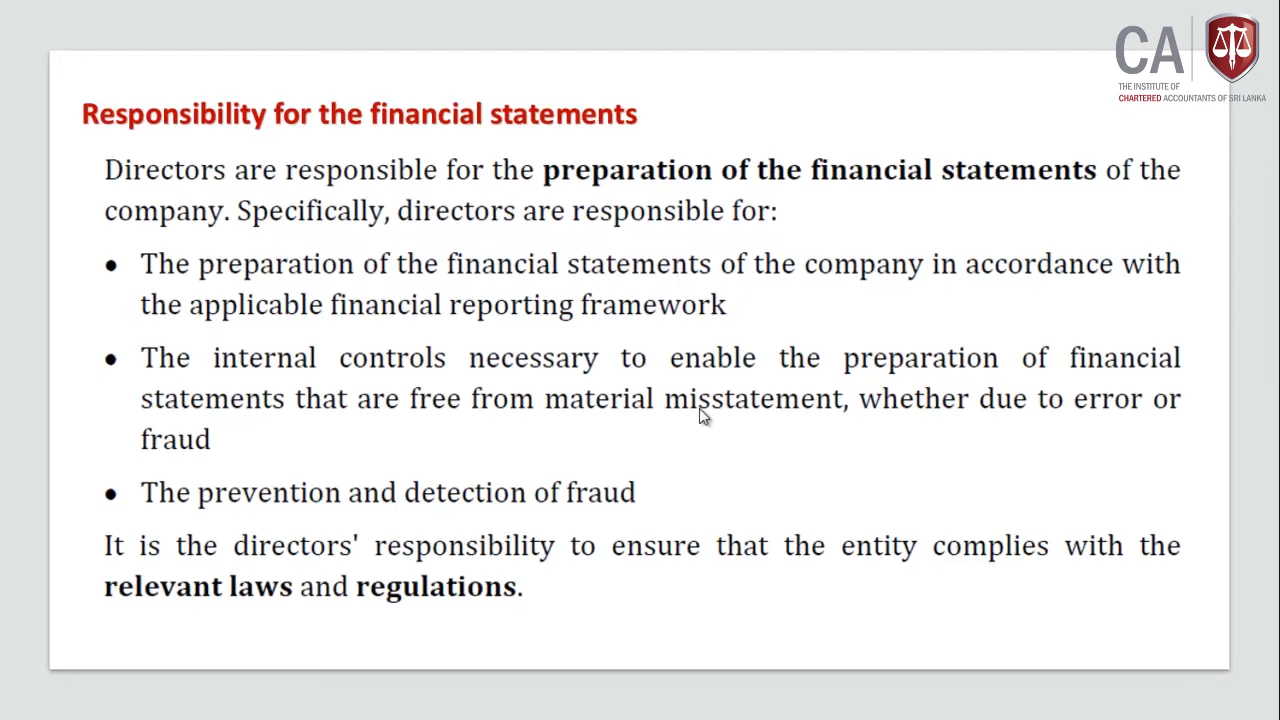 CA
THE INSTITUTE OF
CHARTERED ACCOUNTANTS OF SRI LANKA
Responsibility for the financial statements
Directors are responsible for the preparation of the financial statements of the
company. Specifically, directors are responsible for:
• The preparation of the financial statements of the company in accordance with
the applicable financial reporting framework
• The internal controls necessary to enable the preparation of financial
statements that are free from material misstatement, whether due to error or
fraud
• The prevention and detection of fraud
It is the directors' responsibility to ensure that the entity complies with the
relevant laws and regulations.